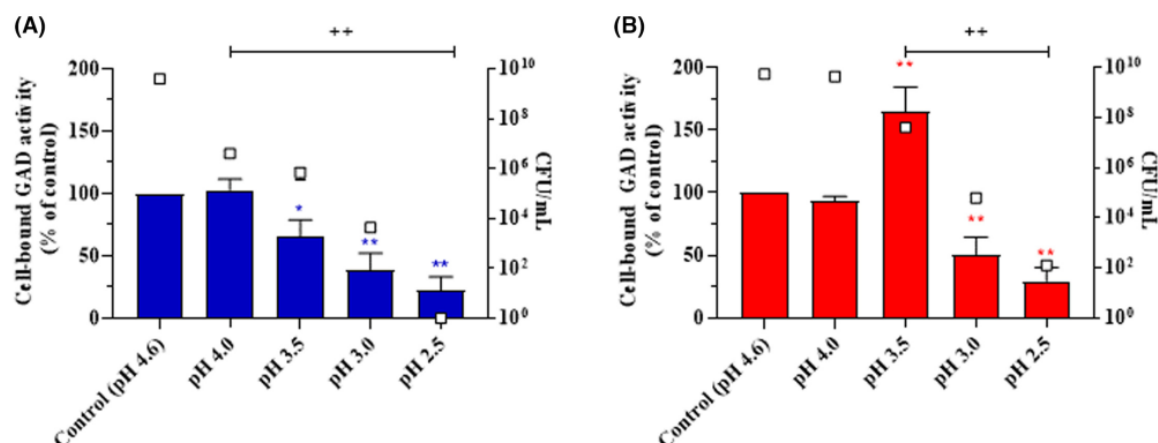 (A)
++
Cell-bound GAD activity
(% of control)
200
150
100
50
0
10^10
10^8
10^6
10^4
10^2
10^0
CFU/mL
*
**
**
Control (pH 4.6)
pH 4.0
pH 3.5
pH 3.0
pH 2.5
(B)
++
Cell-bound GAD activity
(% of control)
200
150
100
50
0
10^10
10^8
10^6
10^4
10^2
10^0
CFU/mL
**
**
**
Control (pH 4.6)
pH 4.0
pH 3.5
pH 3.0
pH 2.5